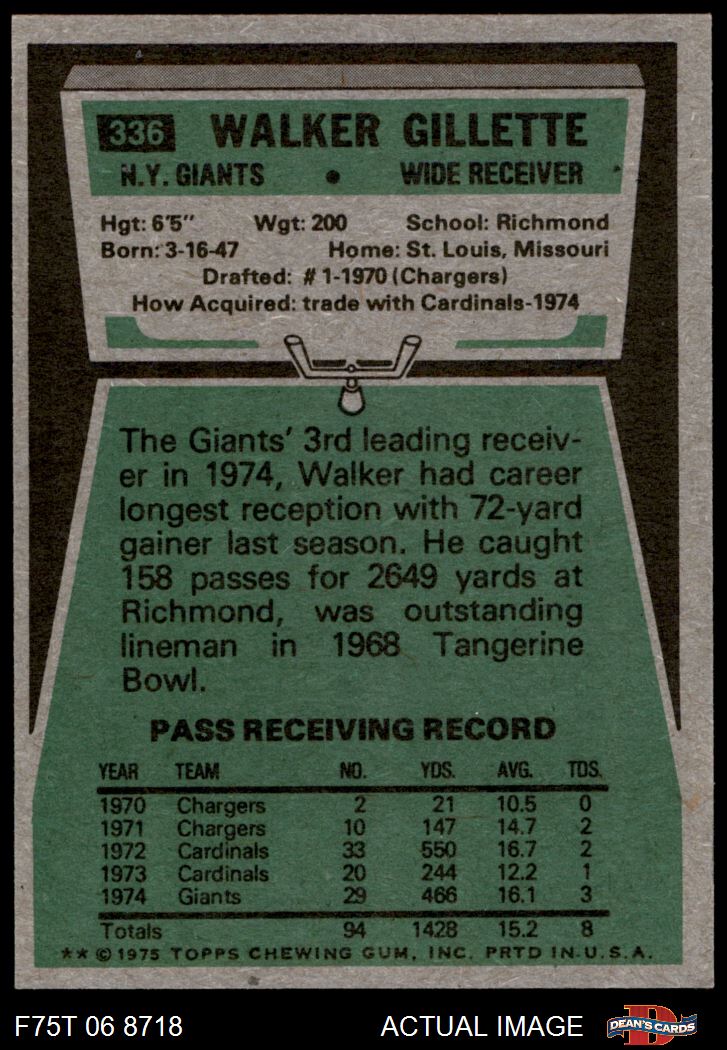 336 WALKER GILLETTE
N.Y. GIANTS • WIDE RECEIVER
Hgt: 6'5" Wgt: 200 School: Richmond
Born: 3-16-47 Home: St. Louis, Missouri
Drafted: #1-1970 (Chargers)
How Acquired: trade with Cardinals-1974
The Giants' 3rd leading receiv-
er in 1974, Walker had career
longest reception with 72-yard
gainer last season. He caught
158 passes for 2649 yards at
Richmond, was outstanding
lineman in 1968 Tangerine
Bowl.
PASS RECEIVING RECORD
YEAR TEAM NO. YDS. AVG. TDS.
1970 Chargers 2 21 10.5 0
1971 Chargers 10 147 14.7 2
1972 Cardinals 33 550 16.7 2
1973 Cardinals 20 244 12.2 1
1974 Giants 29 466 16.1 3
Totals 94 1428 15.2 8
** © 1975 TOPPS CHEWING GUM, INC. PRTD IN U.S.A.
F75T 06 8718 ACTUAL IMAGE D DEAN'S CARDS